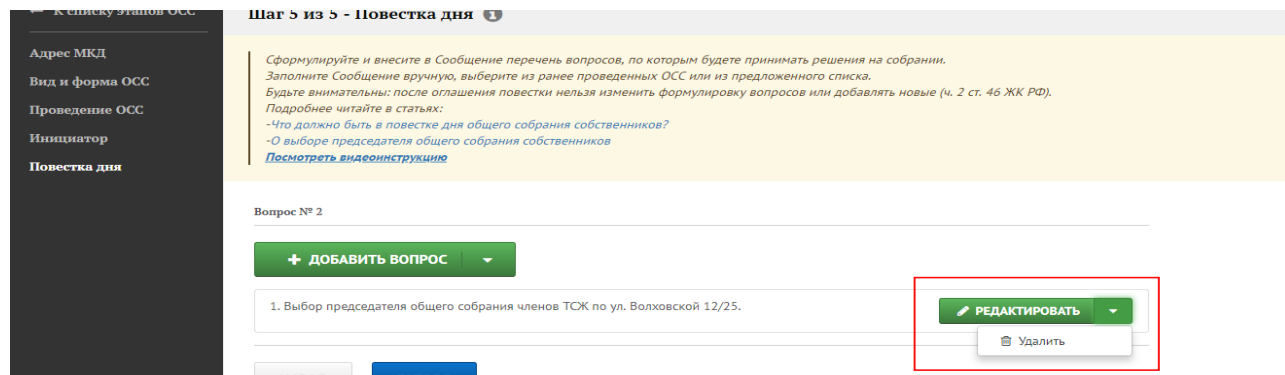 ← К списку этапов ОСС
Шаг 5 из 5 - Повестка дня
Адрес МКД
Вид и форма ОСС
Проведение ОСС
Инициатор
Повестка дня
Сформулируйте и внесите в Сообщение перечень вопросов, по которым будете принимать решения на собрании.
Заполните Сообщение вручную, выберите из ранее проведенных ОСС или из предложенного списка.
Будьте внимательны: после оглашения повестки нельзя изменить формулировку вопросов или добавлять новые (ч. 2 ст. 46 ЖК РФ).
Подробнее читайте в статьях:
-Что должно быть в повестке дня общего собрания собственников?
-О выборе председателя общего собрания собственников
Посмотреть видеоинструкцию
Вопрос № 2
+ ДОБАВИТЬ ВОПРОС
1. Выбор председателя общего собрания членов ТСЖ по ул. Волховской 12/25.
РЕДАКТИРОВАТЬ
Удалить